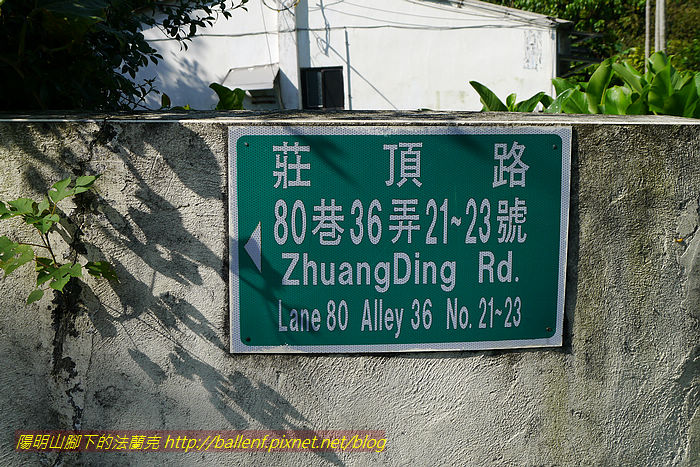 莊頂路
80巷36弄21~23號
ZhuangDing Rd.
Lane 80 Alley 36 No. 21~23
陽明山腳下的法蘭克 http://ballenf.pixnet.net/blog